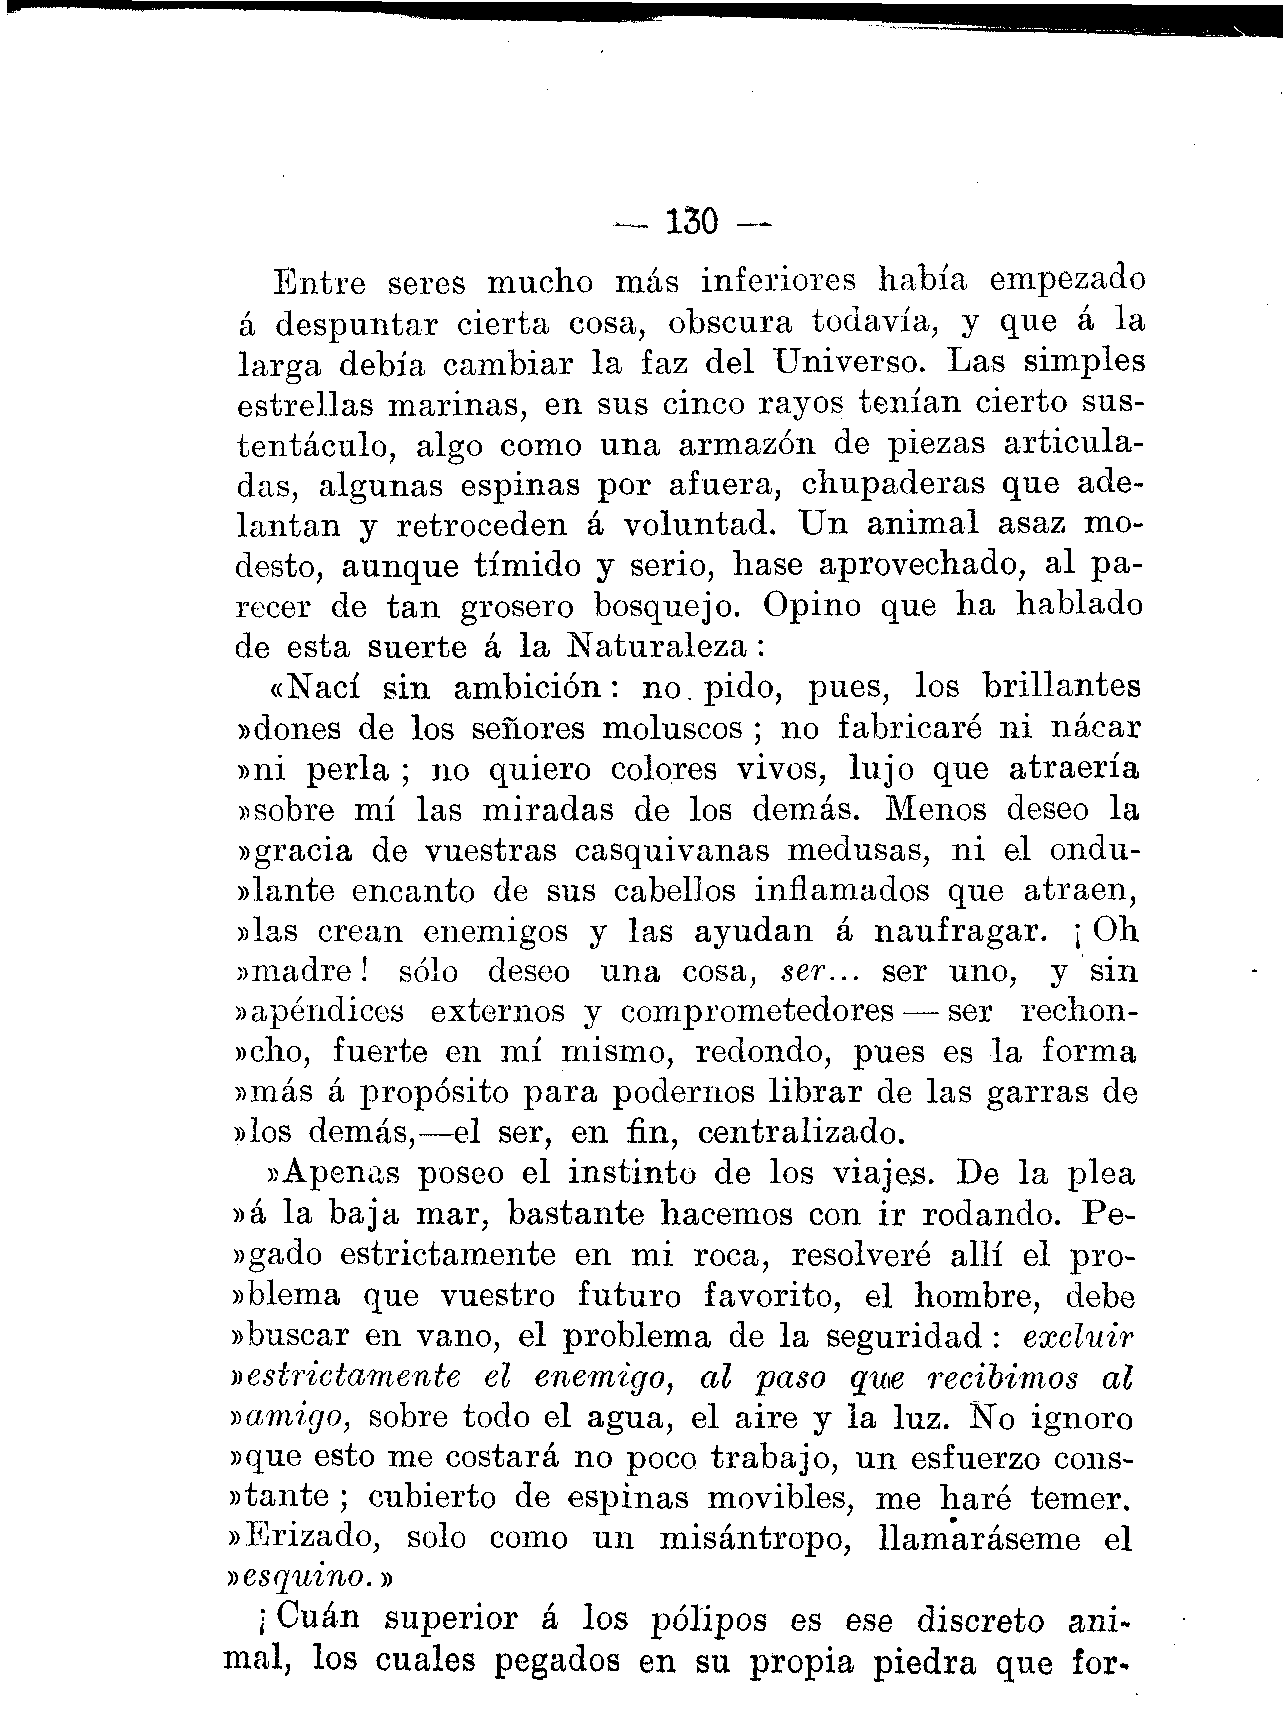 — 130 —
Entre seres mucho más inferiores había empezado
á despuntar cierta cosa, obscura todavía, y que á la
larga debía cambiar la faz del Universo. Las simples
estrellas marinas, en sus cinco rayos tenían cierto sus-
tentáculo, algo como una armazón de piezas articula-
das, algunas espinas por afuera, chupaderas que ade-
lantan y retroceden á voluntad. Un animal asaz mo-
desto, aunque tímido y serio, hase aprovechado, al pa-
recer de tan grosero bosquejo. Opino que ha hablado
de esta suerte á la Naturaleza :
«Nací sin ambición : no pido, pues, los brillantes
»dones de los señores moluscos ; no fabricaré ni nácar
»ni perla ; no quiero colores vivos, lujo que atraería
»sobre mí las miradas de los demás. Menos deseo la
»gracia de vuestras casquivanas medusas, ni el ondu-
»lante encanto de sus cabellos inflamados que atraen,
»las crean enemigos y las ayudan á naufragar. ¡ Oh
»madre ! sólo deseo una cosa, ser... ser uno, y sin
»apéndices externos y comprometedores — ser rechon-
»cho, fuerte en mí mismo, redondo, pues es la forma
»más á propósito para podernos librar de las garras de
»los demás,—el ser, en fin, centralizado.
»Apenas poseo el instinto de los viajes. De la plea
»á la baja mar, bastante hacemos con ir rodando. Pe-
»gado estrictamente en mi roca, resolveré allí el pro-
»blema que vuestro futuro favorito, el hombre, debe
»buscar en vano, el problema de la seguridad : excluir
»estrictamente el enemigo, al paso que recibimos al
»amigo, sobre todo el agua, el aire y la luz. No ignoro
»que esto me costará no poco trabajo, un esfuerzo cons-
»tante ; cubierto de espinas movibles, me haré temer.
»Erizado, solo como un misántropo, llamaráseme el
»esquino. »
¡ Cuán superior á los pólipos es ese discreto ani-
mal, los cuales pegados en su propia piedra que for-